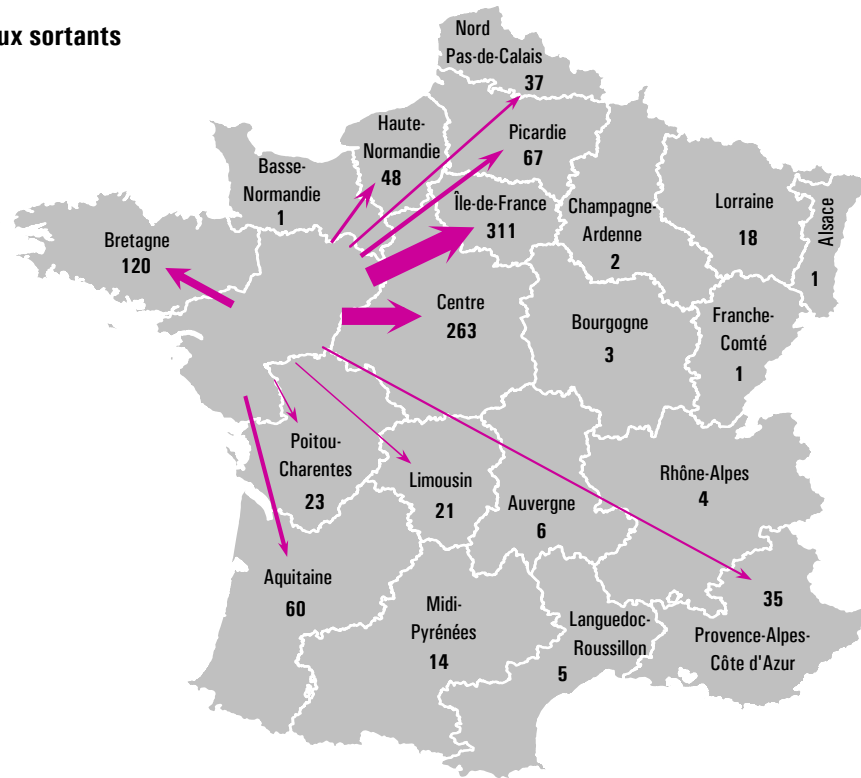 ux sortants
Nord
Pas-de-Calais
37
Haute-
Normandie
48
Picardie
67
Basse-
Normandie
1
Île-de-France
311
Champagne-
Ardenne
2
Lorraine
18
Alsace
1
Bretagne
120
Centre
263
Bourgogne
3
Franche-
Comté
1
Poitou-
Charentes
23
Limousin
21
Auvergne
6
Rhône-Alpes
4
Aquitaine
60
Midi-
Pyrénées
14
Languedoc-
Roussillon
5
35
Provence-Alpes-
Côte d'Azur